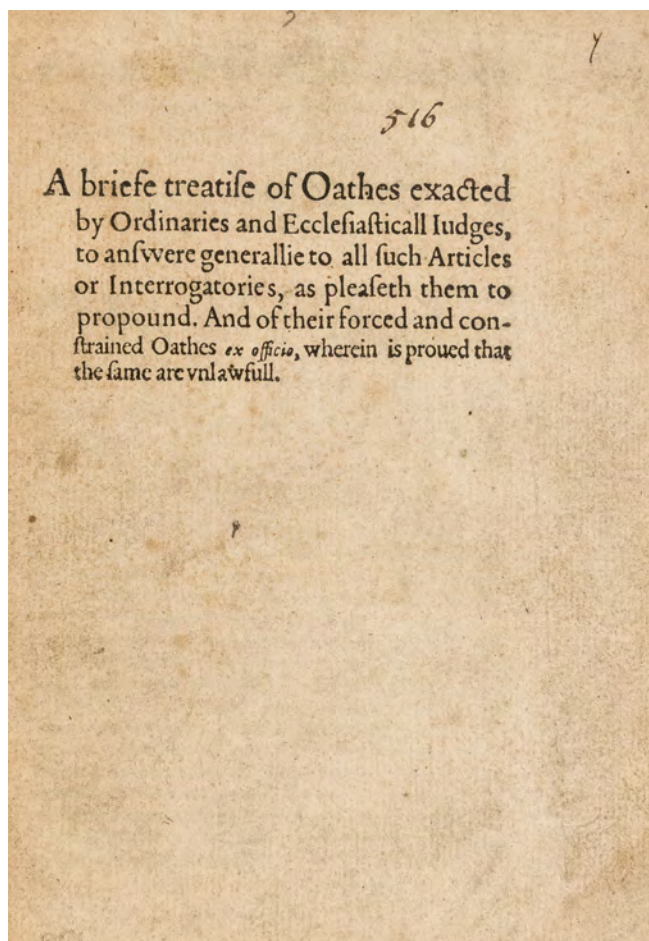 516
A briefe treatiſe of Oathes exacted
by Ordinaries and Eccleſiaſticall Iudges,
to anſwere generallie to all ſuch Articles
or Interrogatories, as pleaſeth them to
propound. And of their forced and con-
ſtrained Oathes ex officio, wherein is proued that
the ſame are vnlawfull.